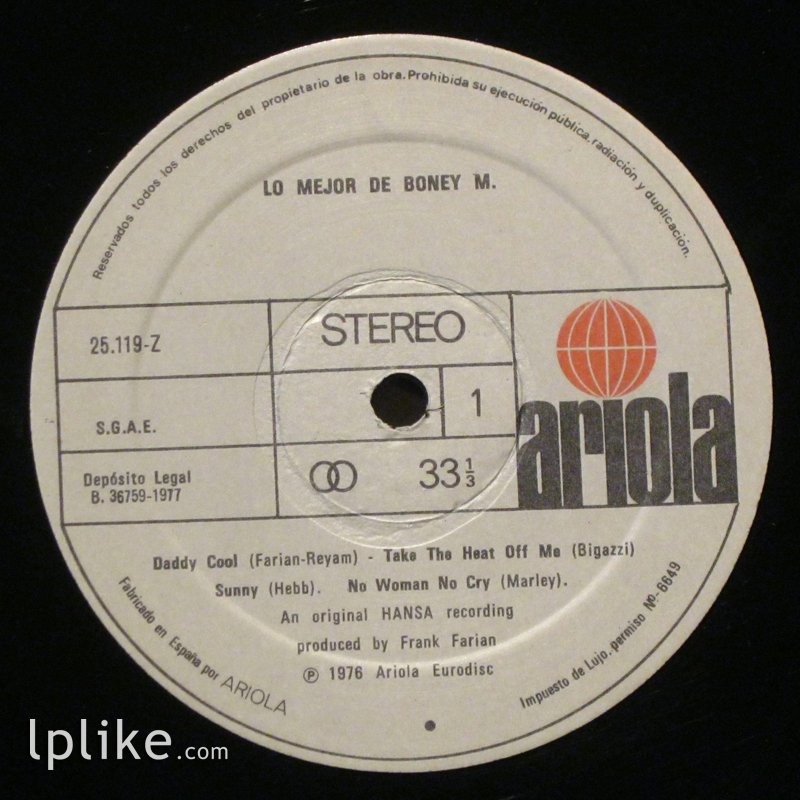 Reservados todos los derechos del propietario de la obra. Prohibida su ejecución pública, radiación y duplicación.
LO MEJOR DE BONEY M.
25.119-Z
STEREO
S.G.A.E.
1
ariola
Depósito Legal
B. 36759-1977
33 1/3
Daddy Cool (Farian-Reyam) - Take The Heat Off Me (Bigazzi)
Sunny (Hebb). No Woman No Cry (Marley).
An original HANSA recording
produced by Frank Farian
℗ 1976 Ariola Eurodisc
Fabricado en España por ARIOLA
Impuesto de Lujo, permiso Nº- 6649
lplike.com